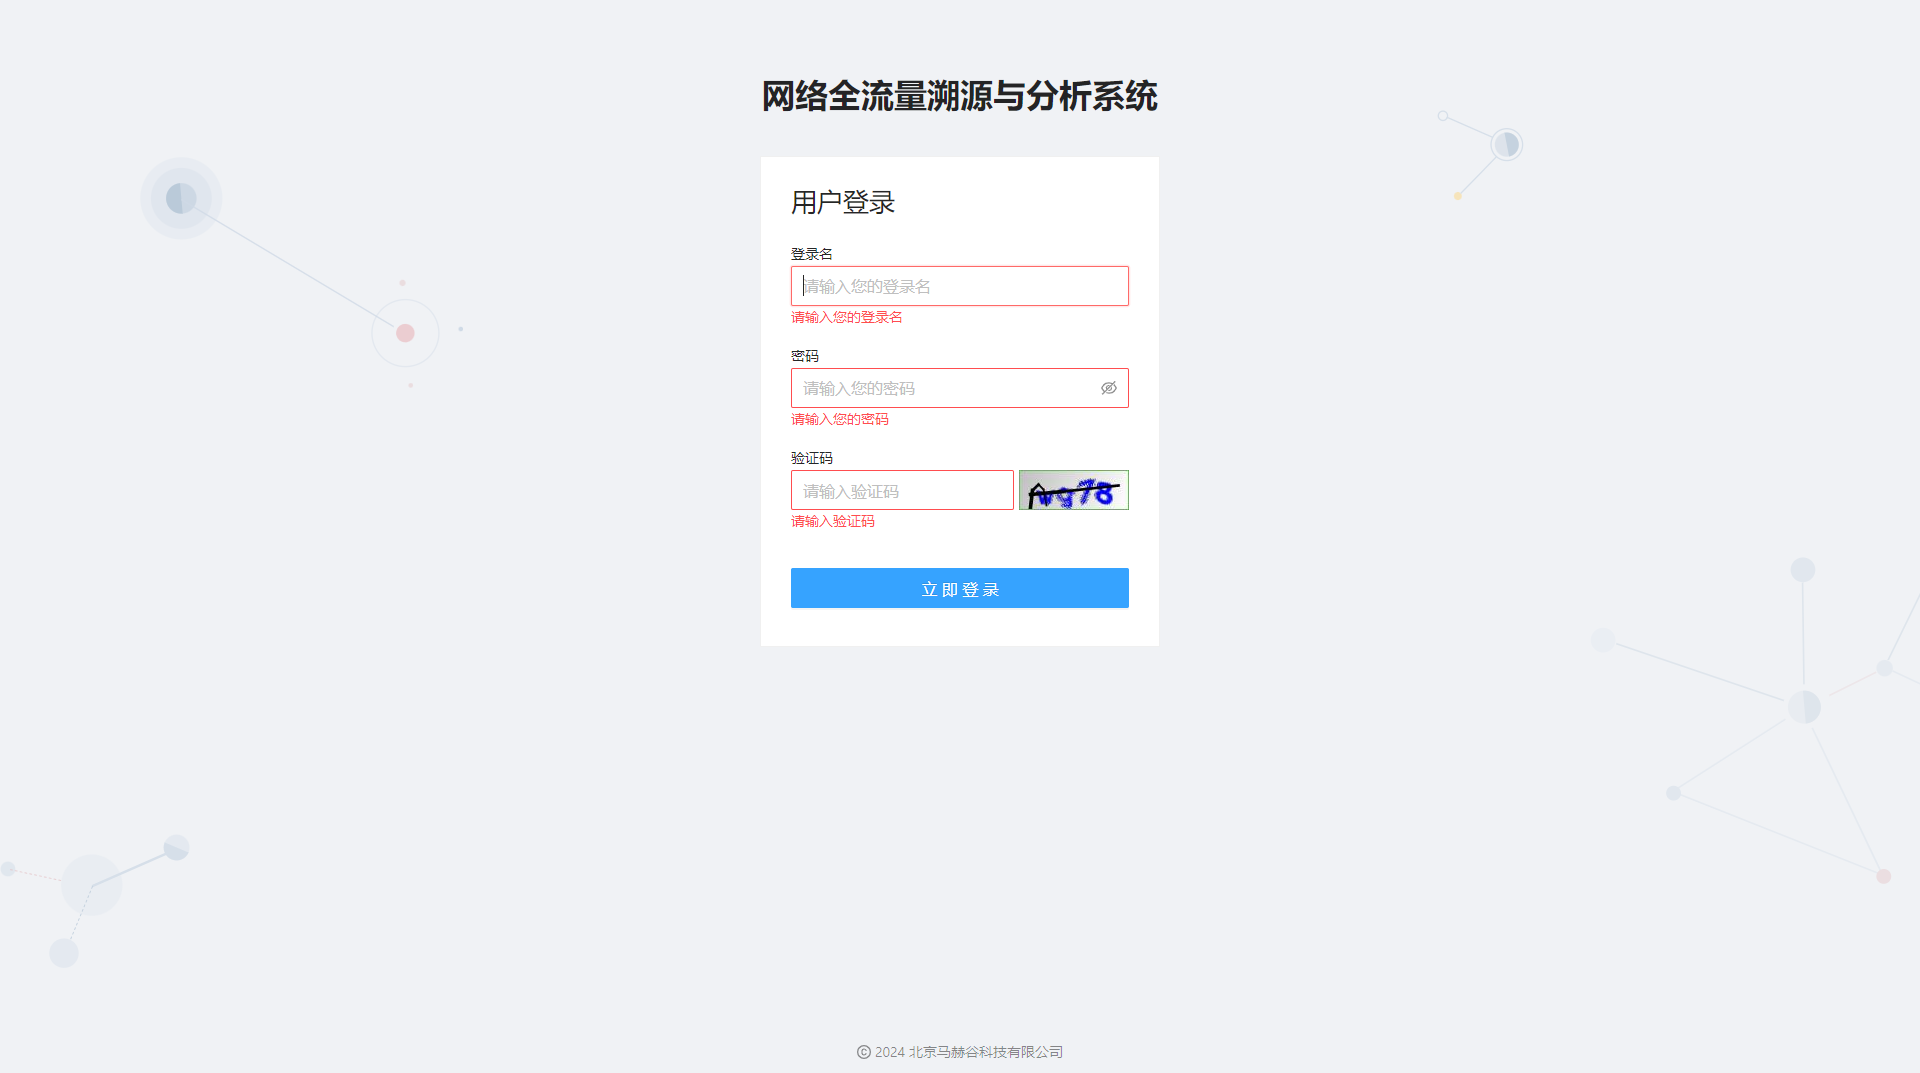 网络全流量溯源与分析系统
用户登录
登录名
请输入您的登录名
请输入您的登录名
密码
请输入您的密码
请输入您的密码
验证码
请输入验证码
wg78
请输入验证码
立即登录
© 2024 北京马赫谷科技有限公司